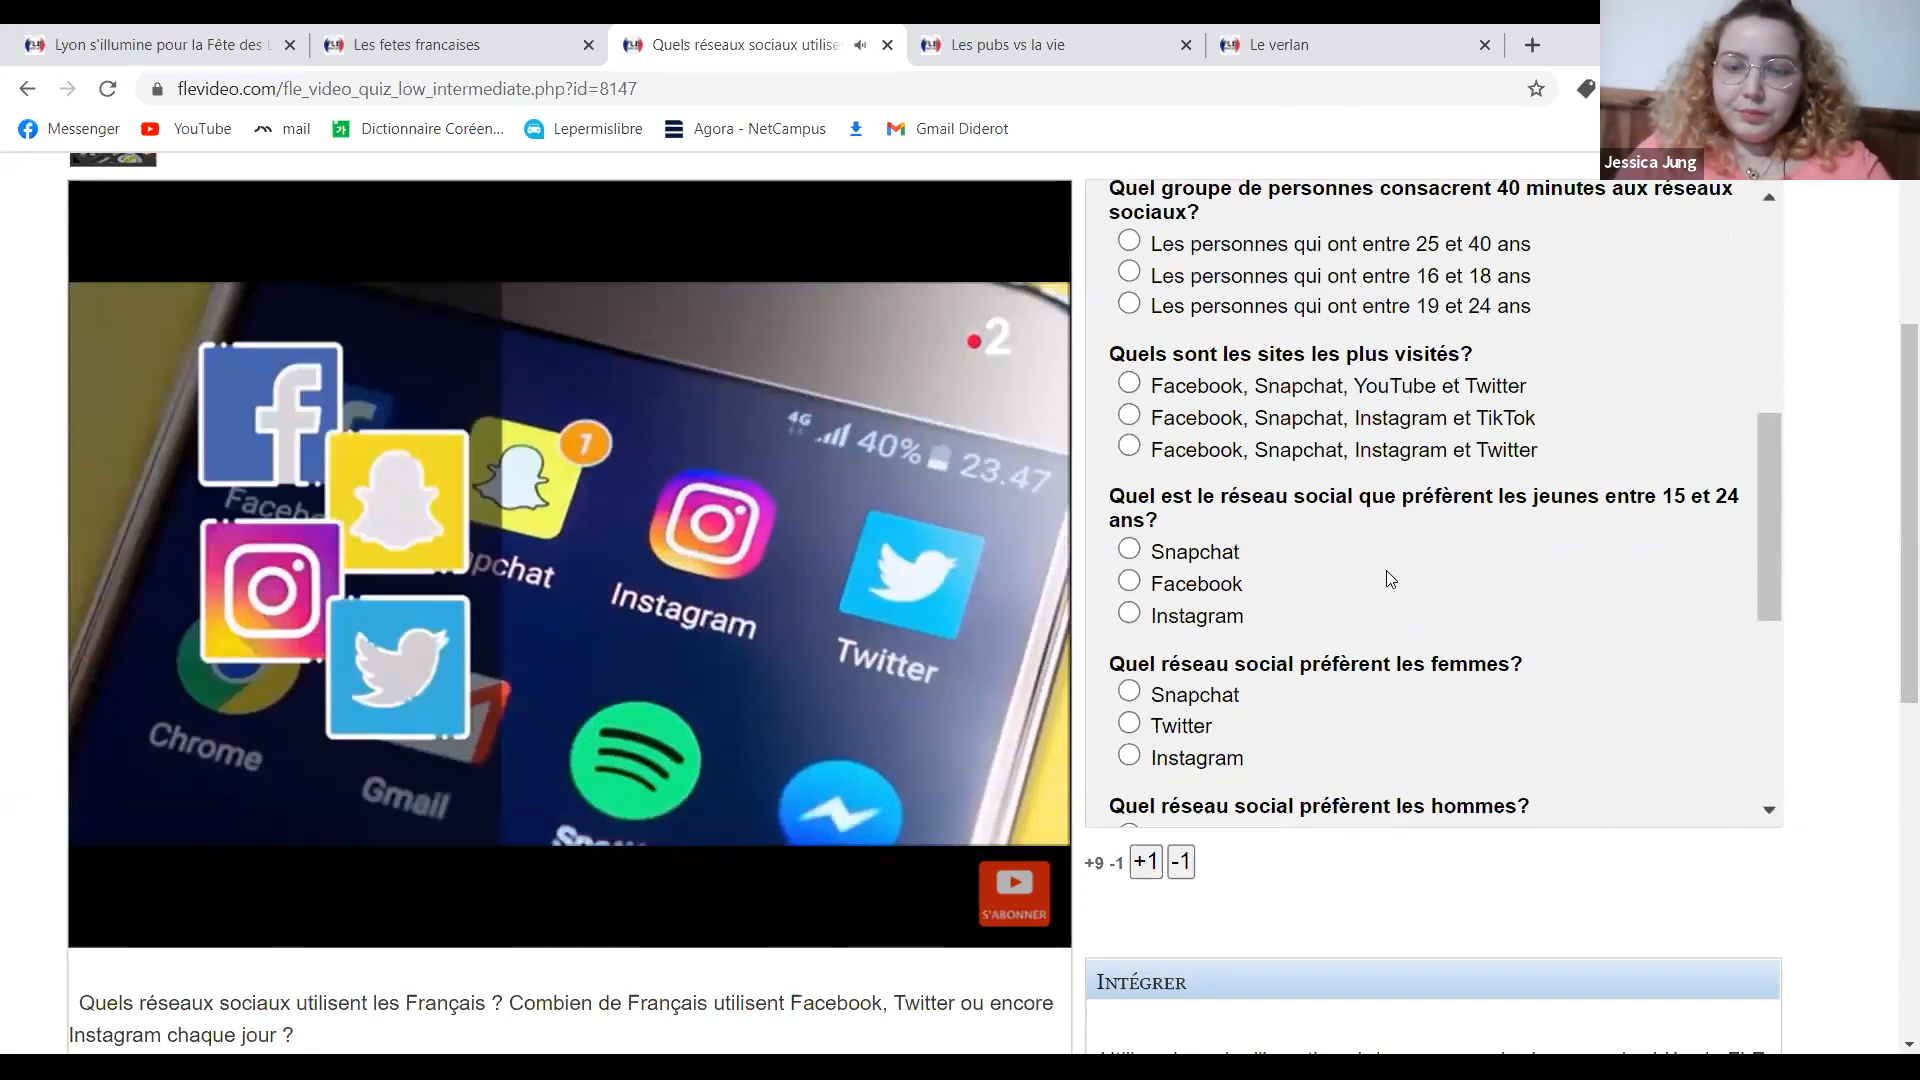 Lyon s'illumine pour la Fête des
Les fetes francaises
Quels réseaux sociaux utilise
Les pubs vs la vie
Le verlan
flevideo.com/fle_video_quiz_low_intermediate.php?id=8147
Messenger
YouTube
mail
Dictionnaire Coréen...
Lepermislibre
Agora - NetCampus
Gmail Diderot
Jessica Jung
Quel groupe de personnes consacrent 40 minutes aux réseaux
sociaux?
Les personnes qui ont entre 25 et 40 ans
Les personnes qui ont entre 16 et 18 ans
Les personnes qui ont entre 19 et 24 ans
Quels sont les sites les plus visités?
Facebook, Snapchat, YouTube et Twitter
Facebook, Snapchat, Instagram et TikTok
Facebook, Snapchat, Instagram et Twitter
Quel est le réseau social que préfèrent les jeunes entre 15 et 24
ans?
Snapchat
Facebook
Instagram
Quel réseau social préfèrent les femmes?
Snapchat
Twitter
Instagram
Quel réseau social préfèrent les hommes?
+9 -1 +1 -1
INTÉGRER
2
4G 40% 23.47
1
Faceb
pchat
Instagram
Twitter
Chrome
Gmail
S'ABONNER
Quels réseaux sociaux utilisent les Français ? Combien de Français utilisent Facebook, Twitter ou encore
Instagram chaque jour ?